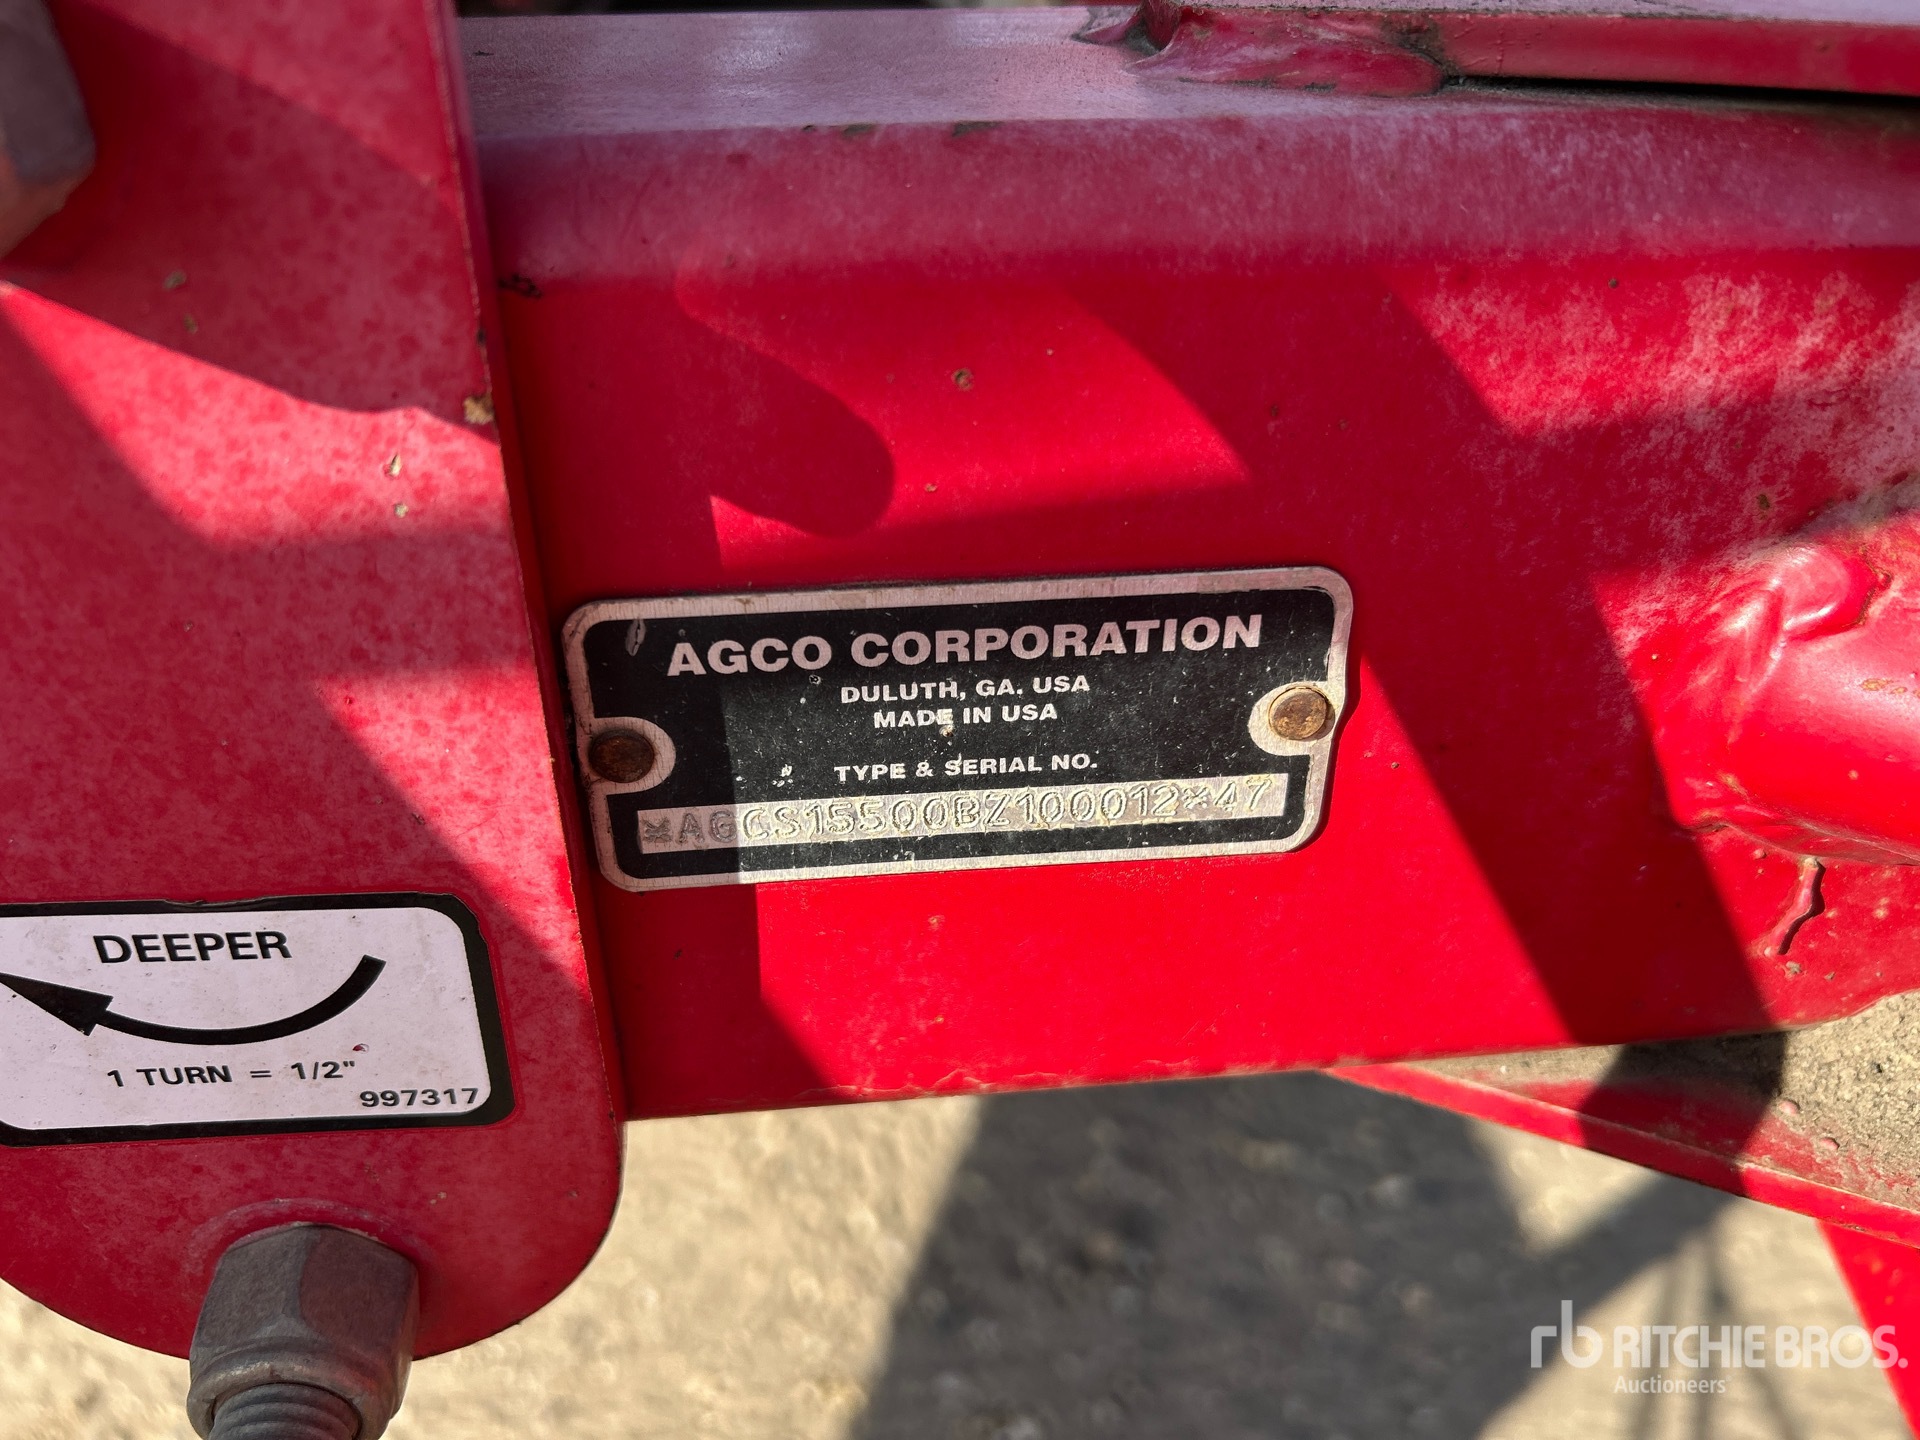 AGCO CORPORATION
DULUTH, GA. USA
MADE IN USA
TYPE & SERIAL NO.
*AGCS15500BZ100012*47
DEEPER
1 TURN = 1/2"
997317
rb RITCHIE BROS.
Auctioneers